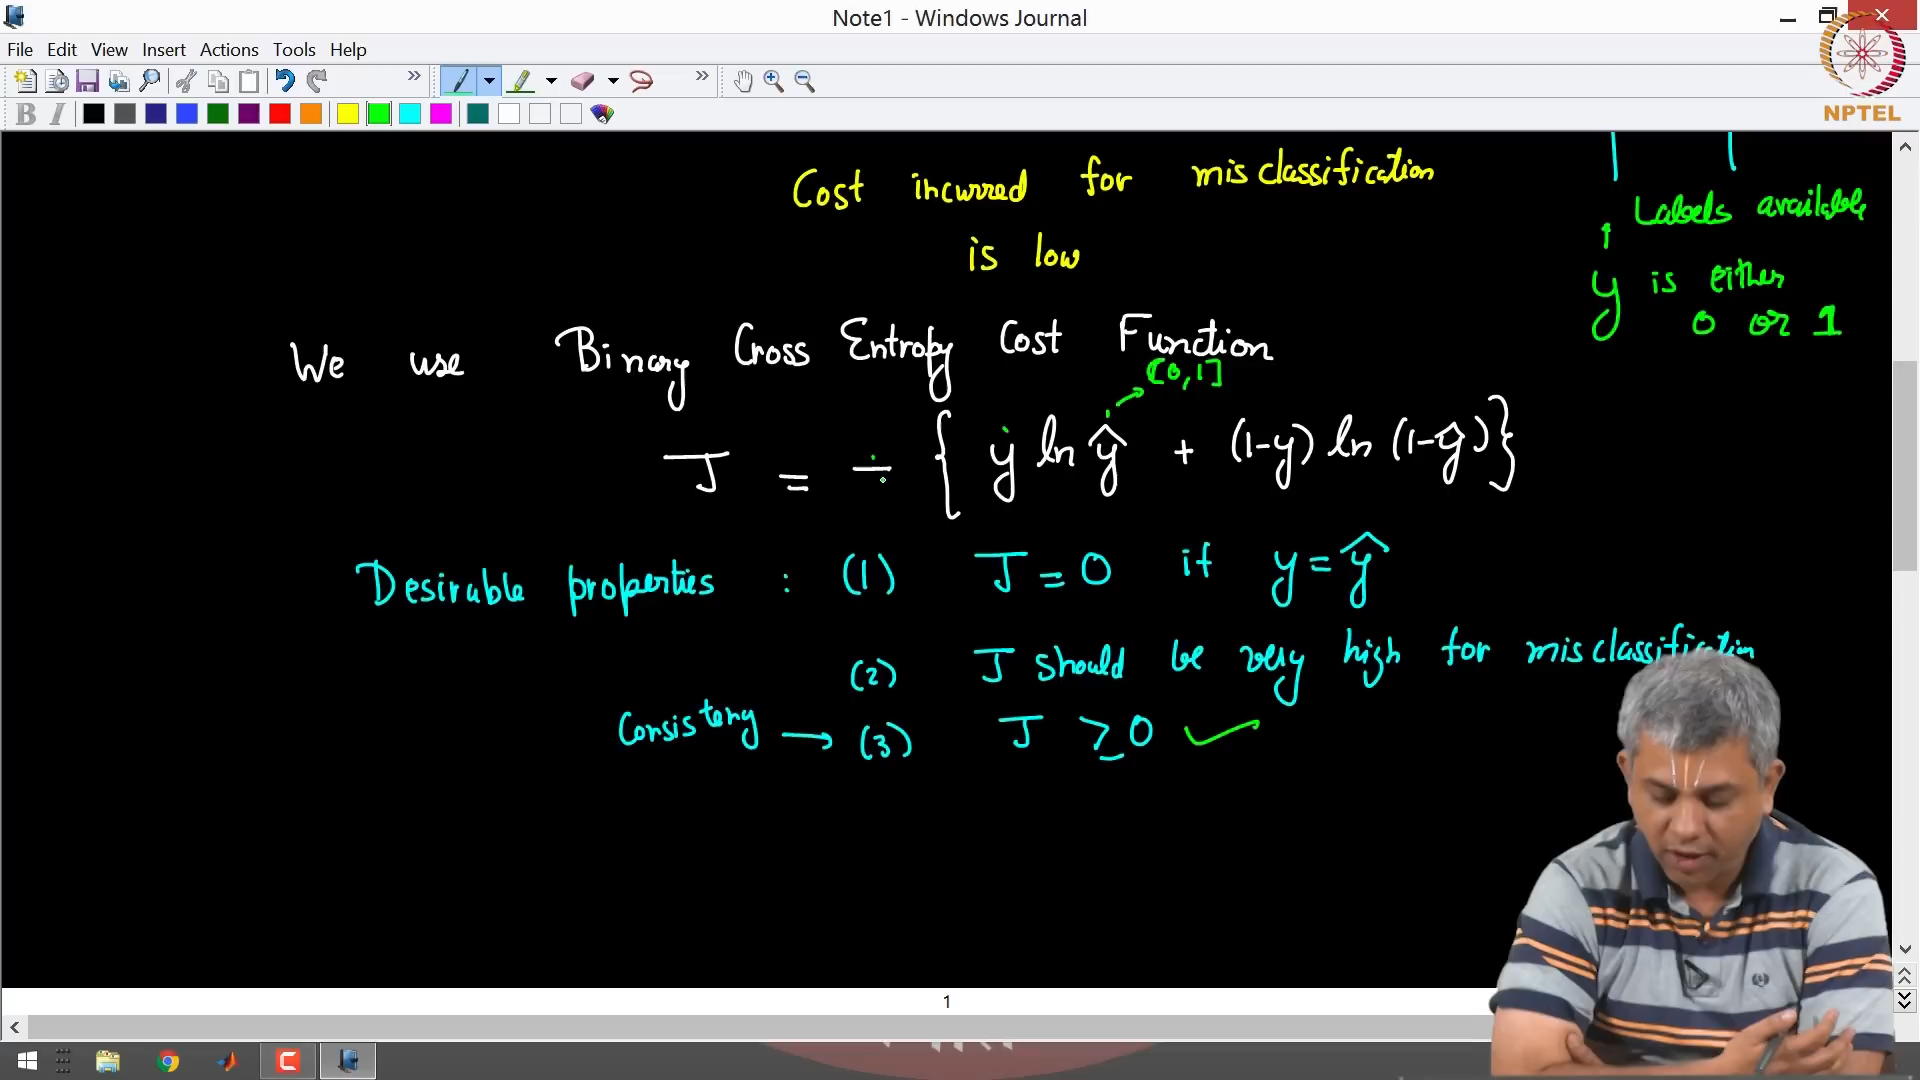 Note1 - Windows Journal
File Edit View Insert Actions Tools Help
NPTEL
Cost incurred for misclassification
is low
Labels available
y is either
0 or 1
We use Binary Cross Entropy Cost Function
[0,1]
J = - { y ln ŷ + (1-y) ln (1-ŷ) }
Desirable properties : (1) J = 0 if y = ŷ
(2) J should be very high for misclassification
Consistency → (3) J ≥ 0 ✓
1